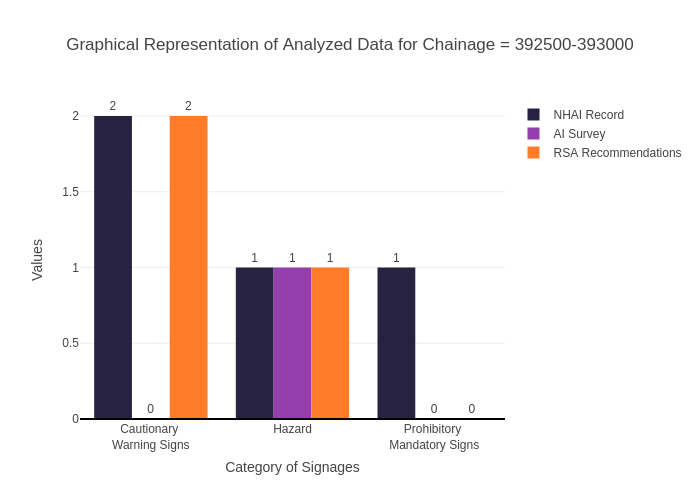 Graphical Representation of Analyzed Data for Chainage = 392500-393000
NHAI Record
AI Survey
RSA Recommendations
Values
2
1.5
1
0.5
0
2
0
2
1
1
1
1
0
0
Cautionary
Warning Signs
Hazard
Prohibitory
Mandatory Signs
Category of Signages